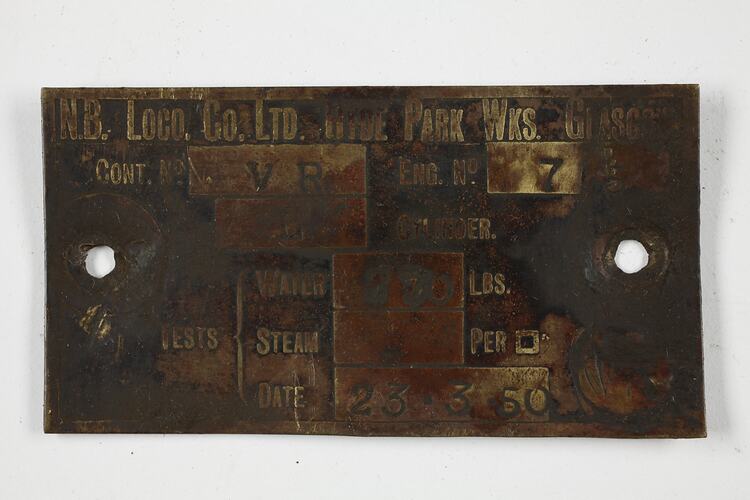 N.B. LOCO. CO. LTD. HYDE PARK WKS. GLASGOW
CONT. Nº V R ENG. Nº 7
CYLINDER.
WATER LBS.
TESTS STEAM PER □"
DATE 23·3·50